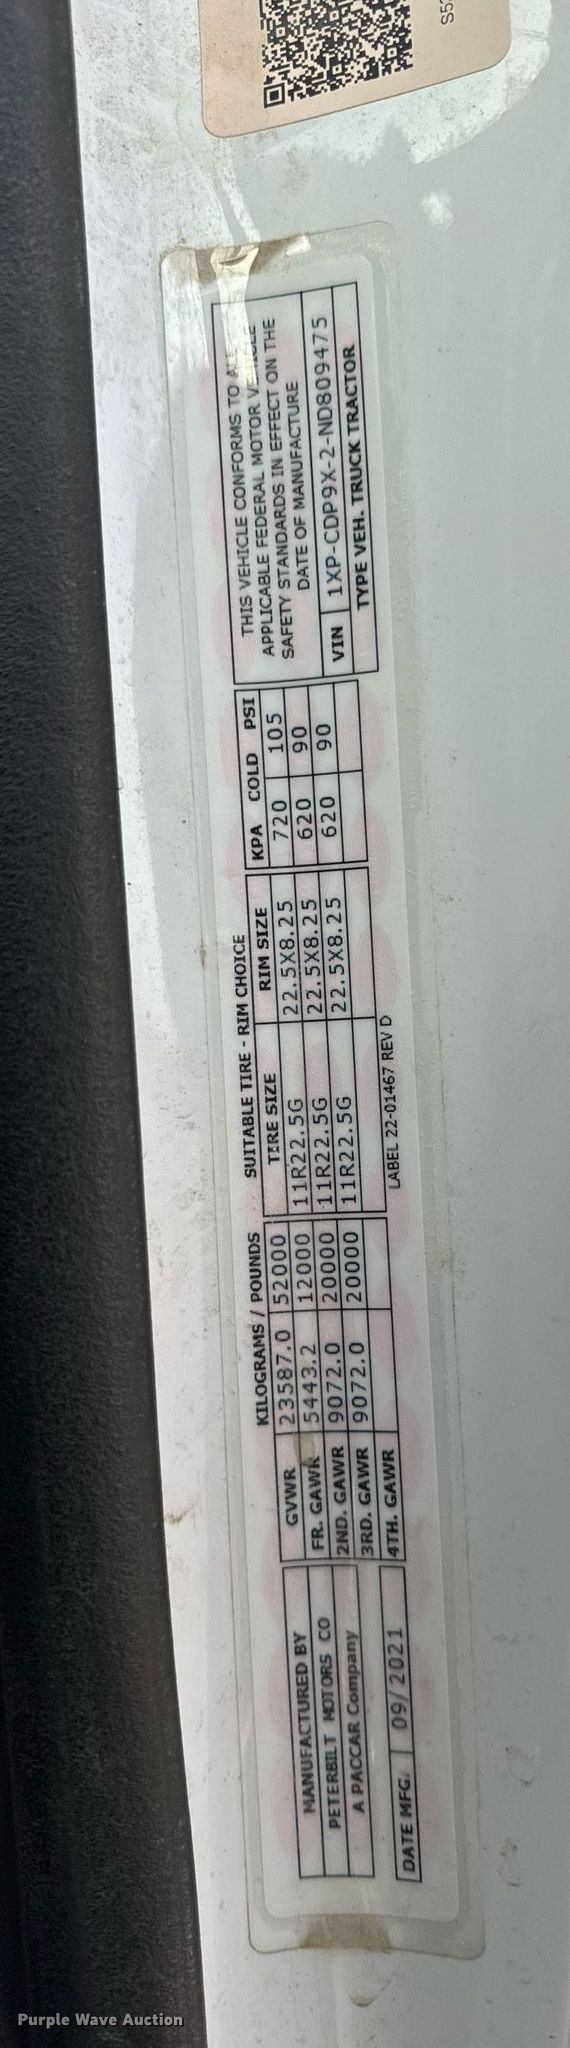 MANUFACTURED BY
PETERBILT MOTORS CO
A PACCAR Company
DATE MFG. 09/2021
KILOGRAMS / POUNDS
GVWR 23587.0 52000
FR. GAWR 5443.2 12000
2ND. GAWR 9072.0 20000
3RD. GAWR 9072.0 20000
4TH. GAWR
SUITABLE TIRE - RIM CHOICE
TIRE SIZE RIM SIZE KPA COLD PSI
11R22.5G 22.5X8.25 720 105
11R22.5G 22.5X8.25 620 90
11R22.5G 22.5X8.25 620 90
LABEL 22-01467 REV D
THIS VEHICLE CONFORMS TO ALL
APPLICABLE FEDERAL MOTOR VEHICLE
SAFETY STANDARDS IN EFFECT ON THE
DATE OF MANUFACTURE
VIN 1XP-CDP9X-2-ND809475
TYPE VEH. TRUCK TRACTOR
Purple Wave Auction